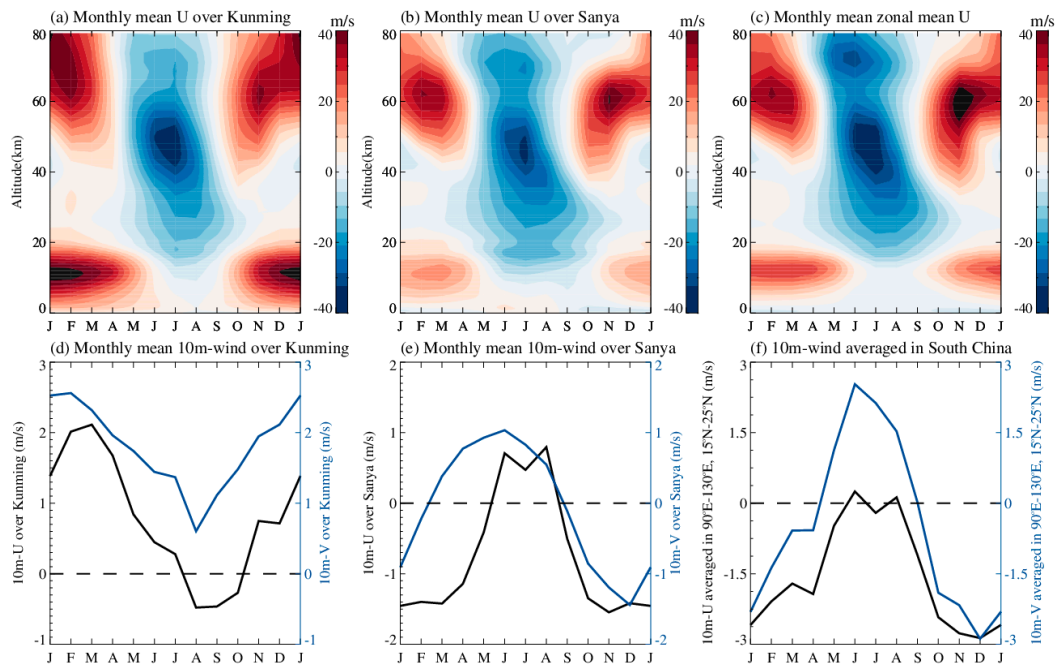 (a) Monthly mean U over Kunming
m/s
(b) Monthly mean U over Sanya
m/s
(c) Monthly mean zonal mean U
m/s
Altitude(km)
80
60
40
20
0
J F M A M J J A S O N D J
40
20
0
-20
-40
Altitude(km)
80
60
40
20
0
J F M A M J J A S O N D J
40
20
0
-20
-40
Altitude(km)
80
60
40
20
0
J F M A M J J A S O N D J
40
20
0
-20
-40
(d) Monthly mean 10m-wind over Kunming
(e) Monthly mean 10m-wind over Sanya
(f) 10m-wind averaged in South China
10m-U over Kunming (m/s)
3
2
1
0
-1
J F M A M J J A S O N D J
3
2
1
0
-1
10m-V over Kunming (m/s)
10m-U over Sanya (m/s)
2
1
0
-1
-2
J F M A M J J A S O N D J
2
1
0
-1
-2
10m-V over Sanya (m/s)
10m-U averaged in 90°E-130°E, 15°N-25°N (m/s)
3
1.5
0
-1.5
-3
J F M A M J J A S O N D J
3
1.5
0
-1.5
-3
10m-V averaged in 90°E-130°E, 15°N-25°N (m/s)